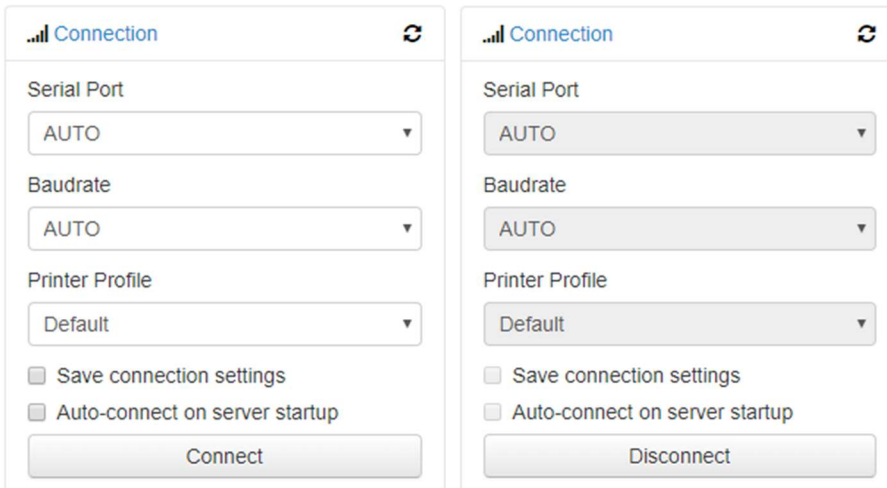 Connection
Serial Port
AUTO
Baudrate
AUTO
Printer Profile
Default
Save connection settings
Auto-connect on server startup
Connect
Connection
Serial Port
AUTO
Baudrate
AUTO
Printer Profile
Default
Save connection settings
Auto-connect on server startup
Disconnect